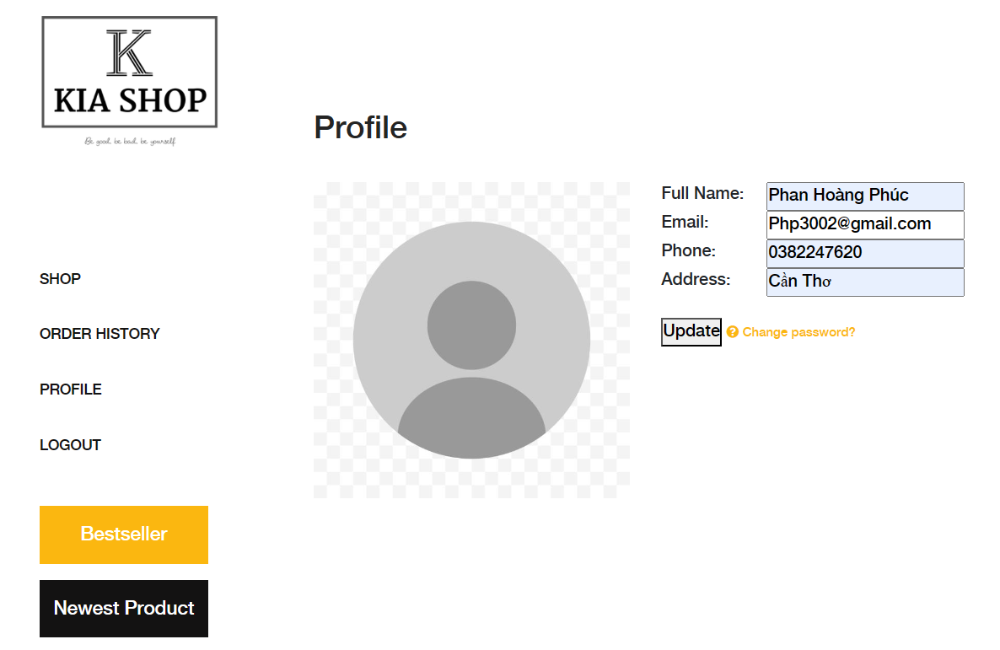 K
KIA SHOP
Be good, be bad, be yourself
SHOP
ORDER HISTORY
PROFILE
LOGOUT
Bestseller
Newest Product
Profile
Full Name: Phan Hoàng Phúc
Email: Php3002@gmail.com
Phone: 0382247620
Address: Cần Thơ
Update ? Change password?